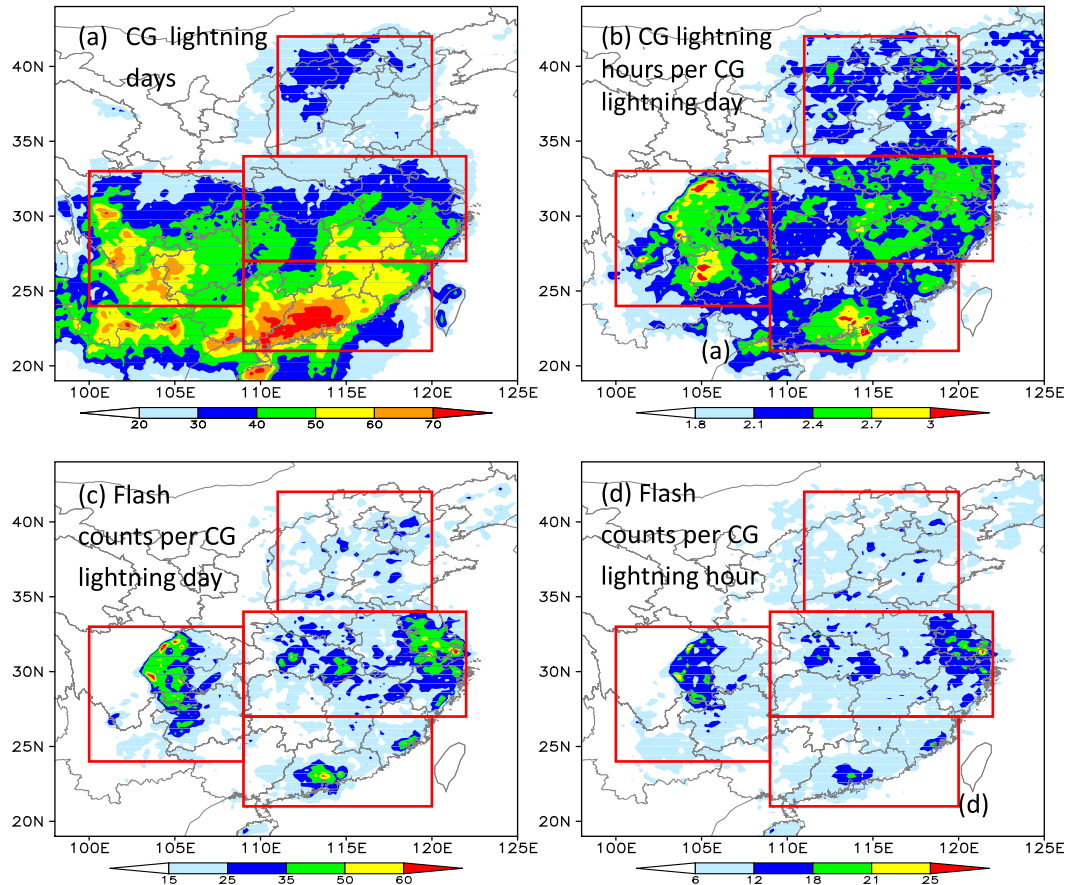 (a) CG lightning
days
40N
35N
30N
25N
20N
100E 105E 110E 115E 120E 125E
20 30 40 50 60 70
(b) CG lightning
hours per CG
lightning day
40N
35N
30N
25N
20N
(a)
100E 105E 110E 115E 120E 125E
1.8 2.1 2.4 2.7 3
(c) Flash
counts per CG
lightning day
40N
35N
30N
25N
20N
100E 105E 110E 115E 120E 125E
15 25 35 50 60
(d) Flash
counts per CG
lightning hour
40N
35N
30N
25N
20N
(d)
100E 105E 110E 115E 120E 125E
6 12 18 21 25